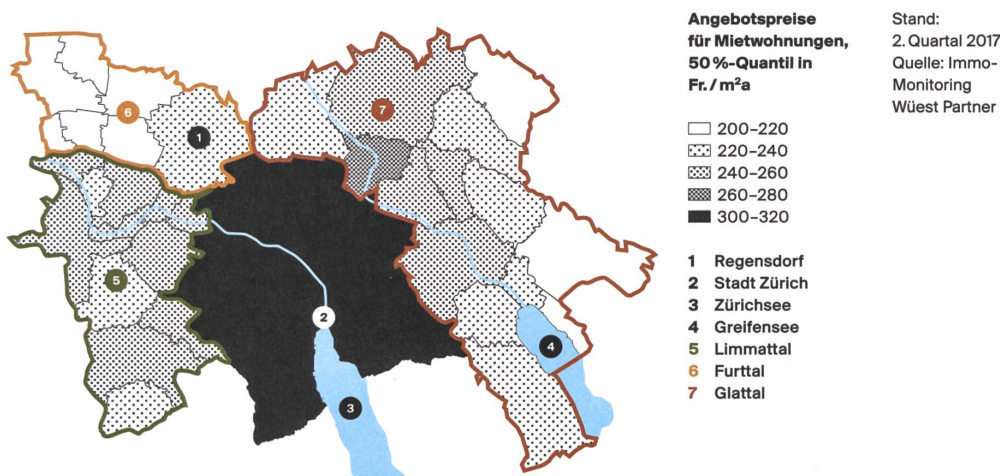 Angebotspreise
für Mietwohnungen,
50 %-Quantil in
Fr. / m²a
Stand:
2. Quartal 2017
Quelle: Immo-
Monitoring
Wüest Partner
200–220
220–240
240–260
260–280
300–320
1 Regensdorf
2 Stadt Zürich
3 Zürichsee
4 Greifensee
5 Limmattal
6 Furttal
7 Glattal
6
1
7
5
2
4
3